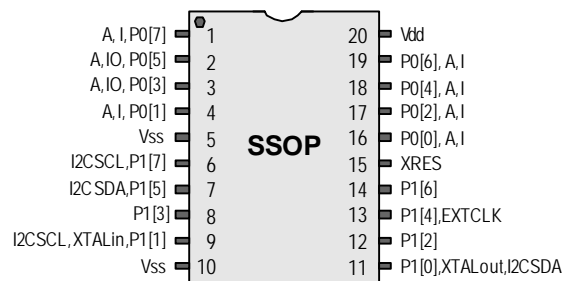 A, I, P0[7] 1 20 Vdd
A, IO, P0[5] 2 19 P0[6], A, I
A, IO, P0[3] 3 18 P0[4], A, I
A, I, P0[1] 4 17 P0[2], A, I
Vss 5 SSOP 16 P0[0], A, I
I2CSCL, P1[7] 6 15 XRES
I2CSDA, P1[5] 7 14 P1[6]
P1[3] 8 13 P1[4], EXTCLK
I2CSCL, XTALin, P1[1] 9 12 P1[2]
Vss 10 11 P1[0], XTALout, I2CSDA